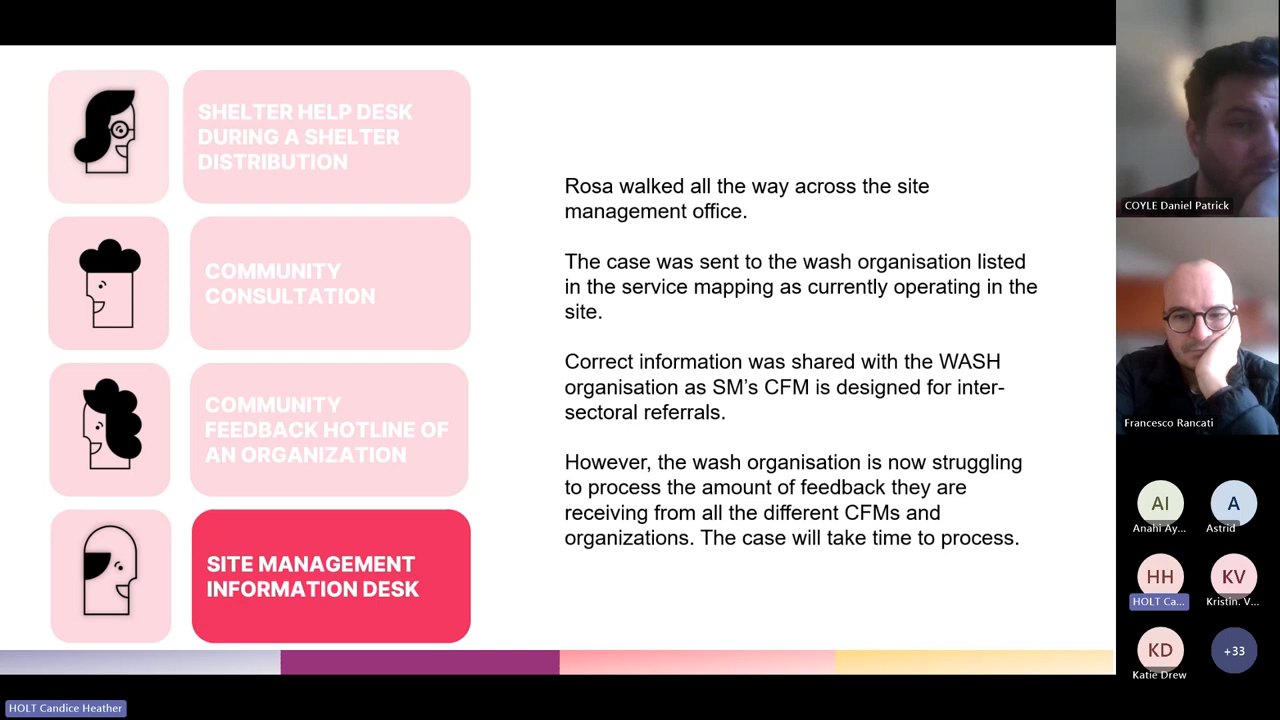 SHELTER HELP DESK
DURING A SHELTER
DISTRIBUTION
COMMUNITY
CONSULTATION
COMMUNITY
FEEDBACK HOTLINE OF
AN ORGANIZATION
SITE MANAGEMENT
INFORMATION DESK
Rosa walked all the way across the site
management office.
The case was sent to the wash organisation listed
in the service mapping as currently operating in the
site.
Correct information was shared with the WASH
organisation as SM’s CFM is designed for inter-
sectoral referrals.
However, the wash organisation is now struggling
to process the amount of feedback they are
receiving from all the different CFMs and
organizations. The case will take time to process.
COYLE Daniel Patrick
Francesco Rancati
AI
Anahi Ay...
A
Astrid
HH
HOLT Ca...
KV
Kristin. V...
KD
Katie Drew
+33
HOLT Candice Heather